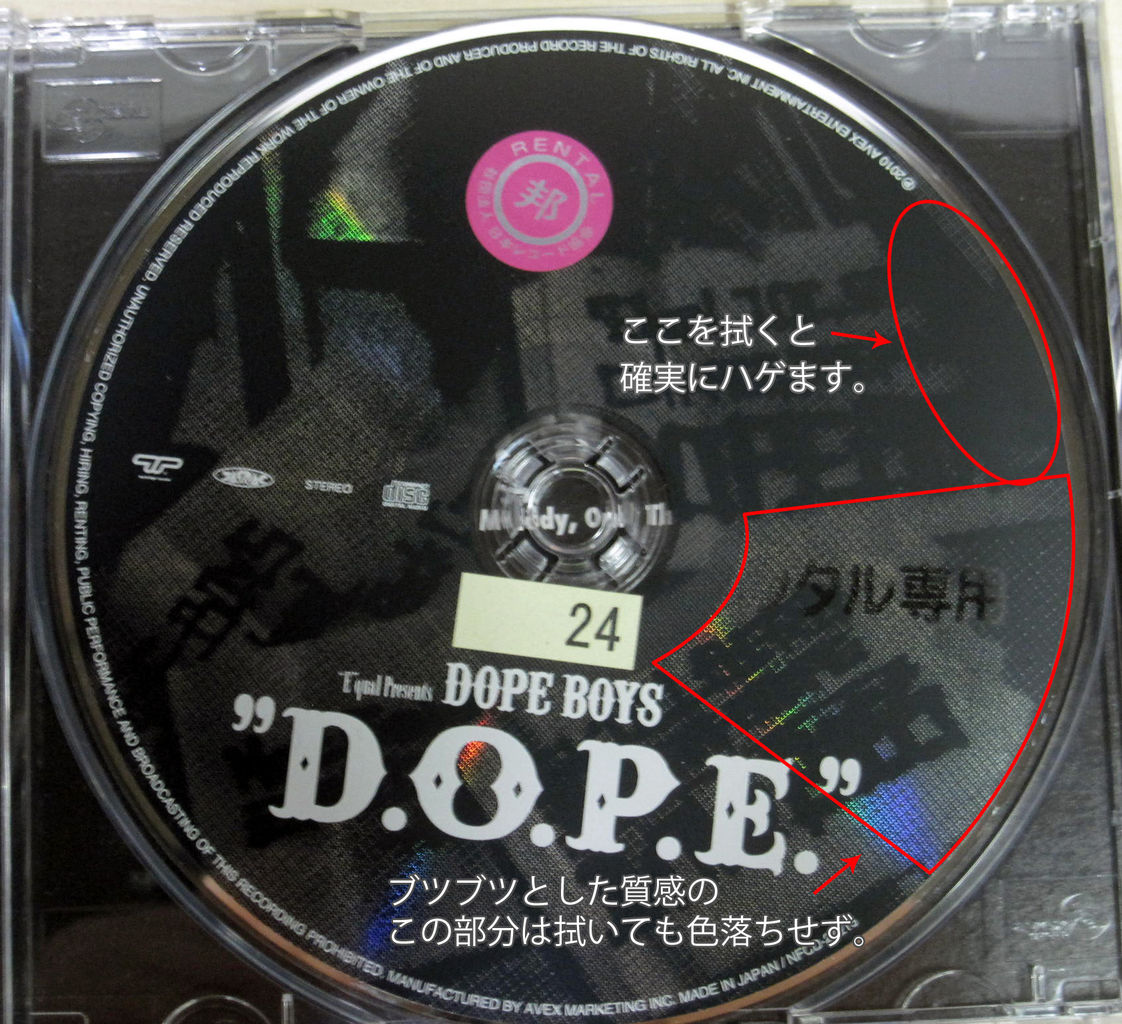 ©2010 AVEX ENTERTAINMENT INC. ALL RIGHTS OF THE RECORD PRODUCER AND OF THE OWNER OF THE WORK REPRODUCED RESERVED. UNAUTHORIZED COPYING, HIRING, RENTING, PUBLIC PERFORMANCE AND BROADCASTING OF THIS RECORDING PROHIBITED. MANUFACTURED BY AVEX MARKETING INC. MADE IN JAPAN /
RENTAL
邦
ここを拭くと
確実にハゲます。
STEREO
disc
DIGITAL AUDIO
タル専用
24
"E"qual Presents DOPE BOYS
"D.O.P.E."
ブツブツとした質感の
この部分は拭いても色落ちせず。